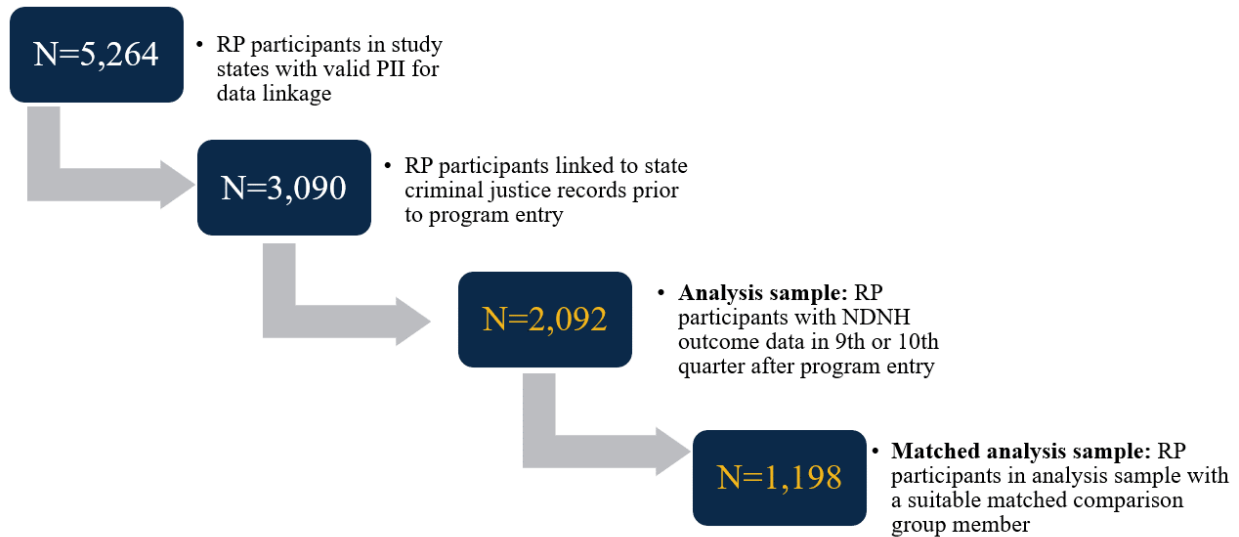 N=5,264
• RP participants in study
states with valid PII for
data linkage
N=3,090
• RP participants linked to state
criminal justice records prior
to program entry
N=2,092
• Analysis sample: RP
participants with NDNH
outcome data in 9th or 10th
quarter after program entry
N=1,198
• Matched analysis sample: RP
participants in analysis sample with
a suitable matched comparison
group member